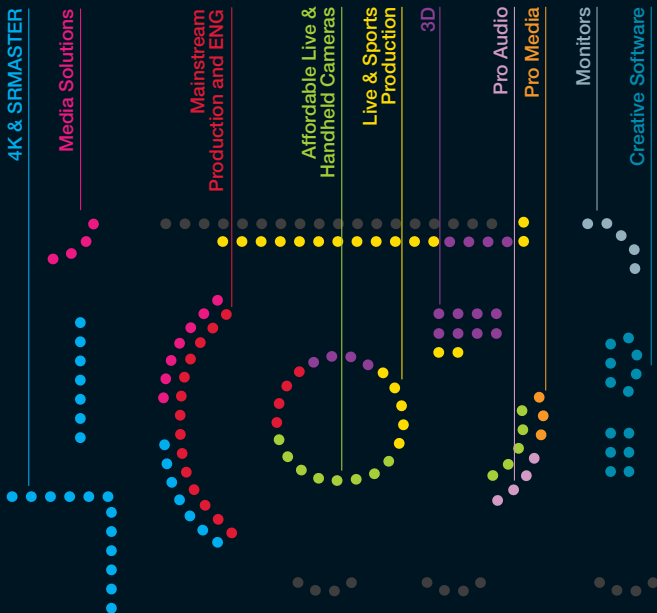 4K & SRMASTER
Media Solutions
Mainstream
Production and ENG
Affordable Live &
Handheld Cameras
Live & Sports
Production
3D
Pro Audio
Pro Media
Monitors
Creative Software